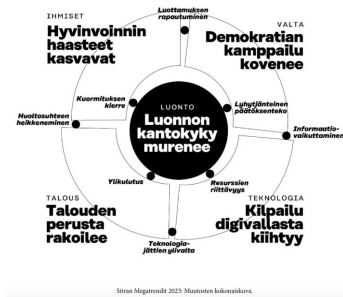 Luottamuksen
rapautuminen
IHMISET
Hyvinvoinnin
haasteet
kasvavat
VALTA
Demokratian
kamppailu
kovenee
Kuormituksen
kierre
Lyhytjänteinen
päätöksenteko
LUONTO
Luonnon
kantokyky
murenee
Huoltosuhteen
heikkeneminen
Informaatio-
vaikuttaminen
Ylikulutus
Resurssien
riittävyys
TALOUS
Talouden
perusta
rakoilee
TEKNOLOGIA
Kilpailu
digivallasta
kiihtyy
Teknologia-
jättien ylivalta
Sitran Megatrendit 2023: Muutosten kokonaiskuva.